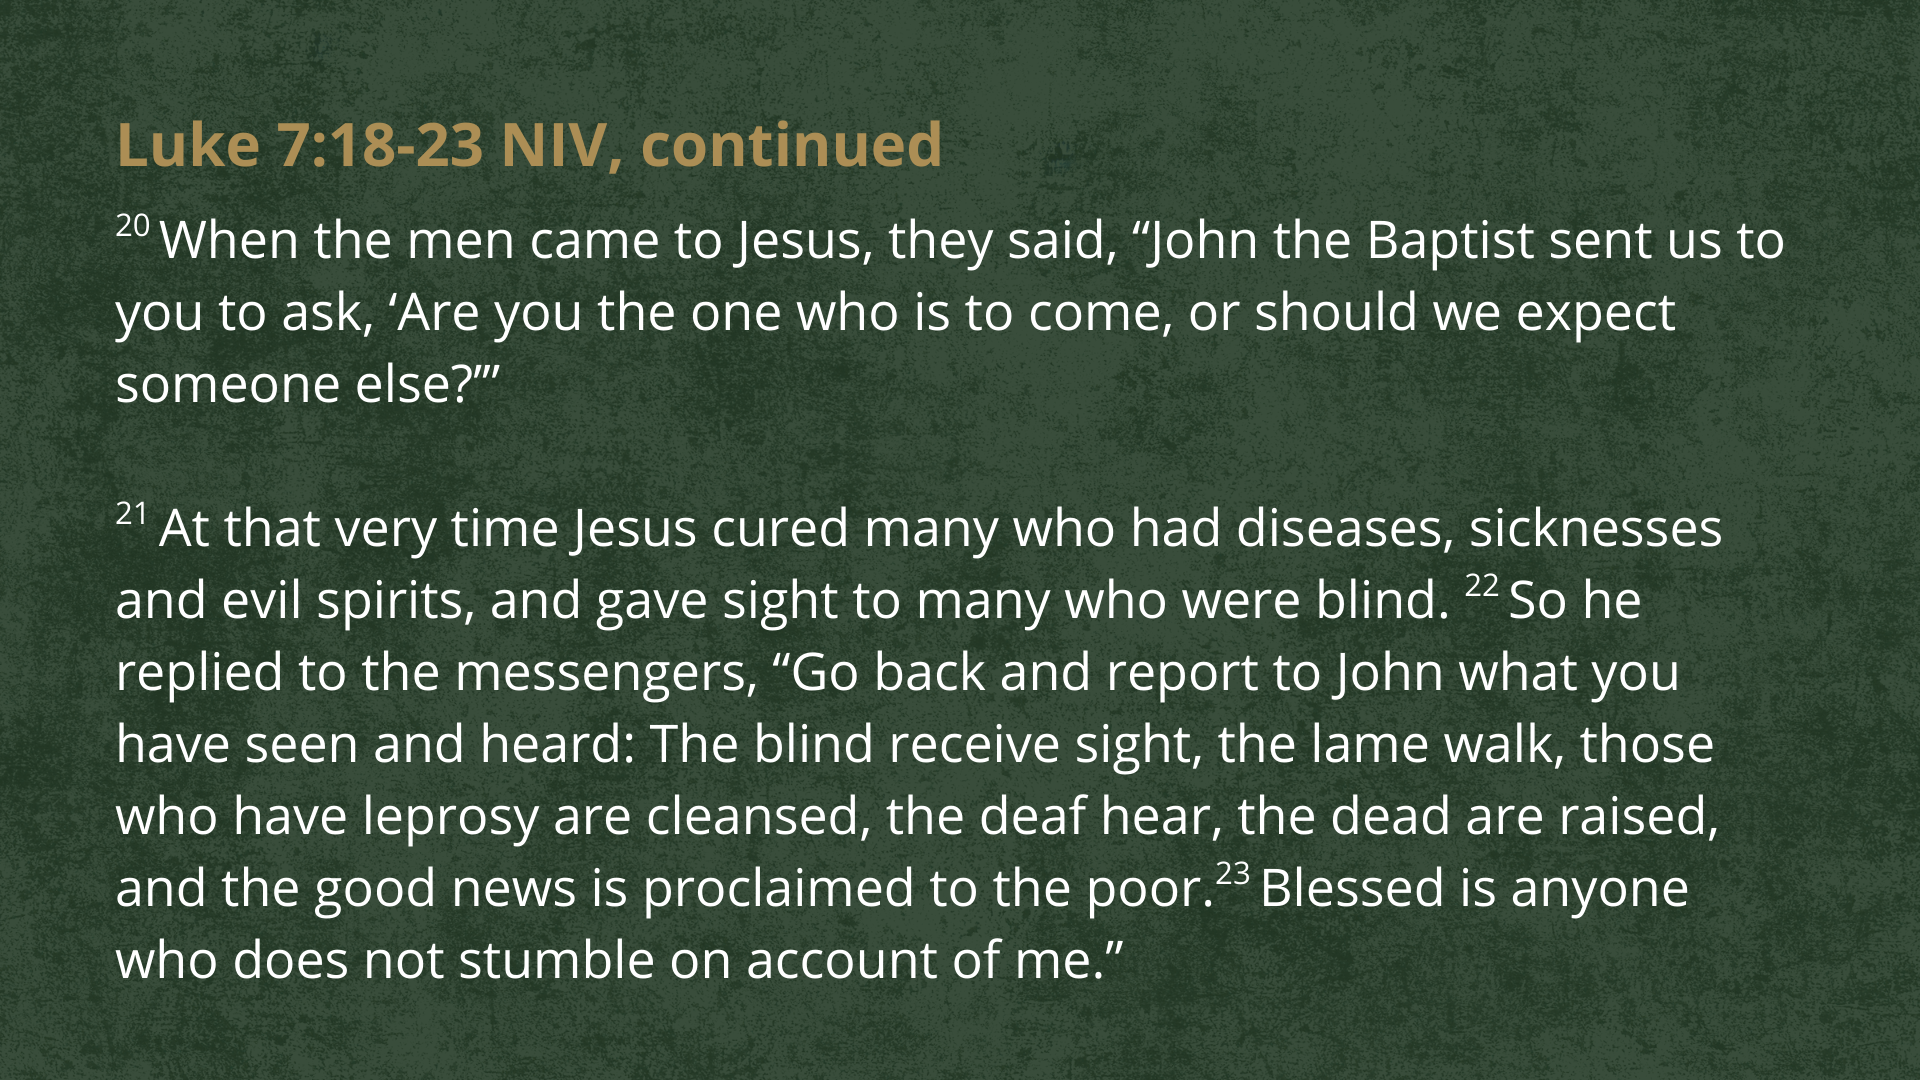 Luke 7:18-23 NIV, continued
20 When the men came to Jesus, they said, “John the Baptist sent us to
you to ask, ‘Are you the one who is to come, or should we expect
someone else?’”
21 At that very time Jesus cured many who had diseases, sicknesses
and evil spirits, and gave sight to many who were blind. 22 So he
replied to the messengers, “Go back and report to John what you
have seen and heard: The blind receive sight, the lame walk, those
who have leprosy are cleansed, the deaf hear, the dead are raised,
and the good news is proclaimed to the poor.23 Blessed is anyone
who does not stumble on account of me.”